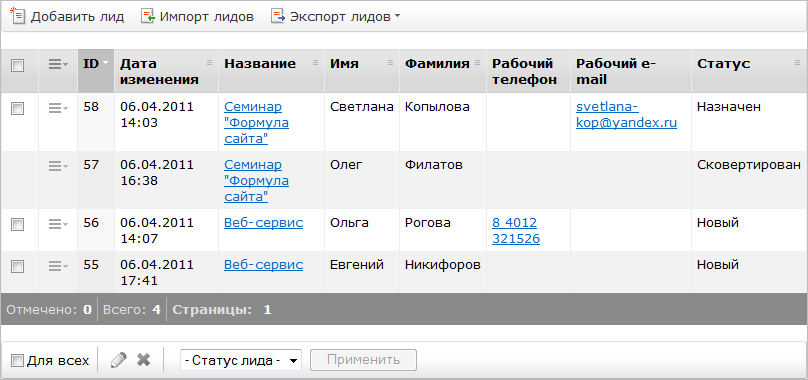 Добавить лид Импорт лидов Экспорт лидов
ID Дата изменения Название Имя Фамилия Рабочий телефон Рабочий e-mail Статус
58 06.04.2011 14:03 Семинар "Формула сайта" Светлана Копылова svetlana-kop@yandex.ru Назначен
57 06.04.2011 16:38 Семинар "Формула сайта" Олег Филатов Сковертирован
56 06.04.2011 14:07 Веб-сервис Ольга Рогова 8 4012 321526 Новый
55 06.04.2011 17:41 Веб-сервис Евгений Никифоров Новый
Отмечено: 0 Всего: 4 Страницы: 1
Для всех - Статус лида - Применить